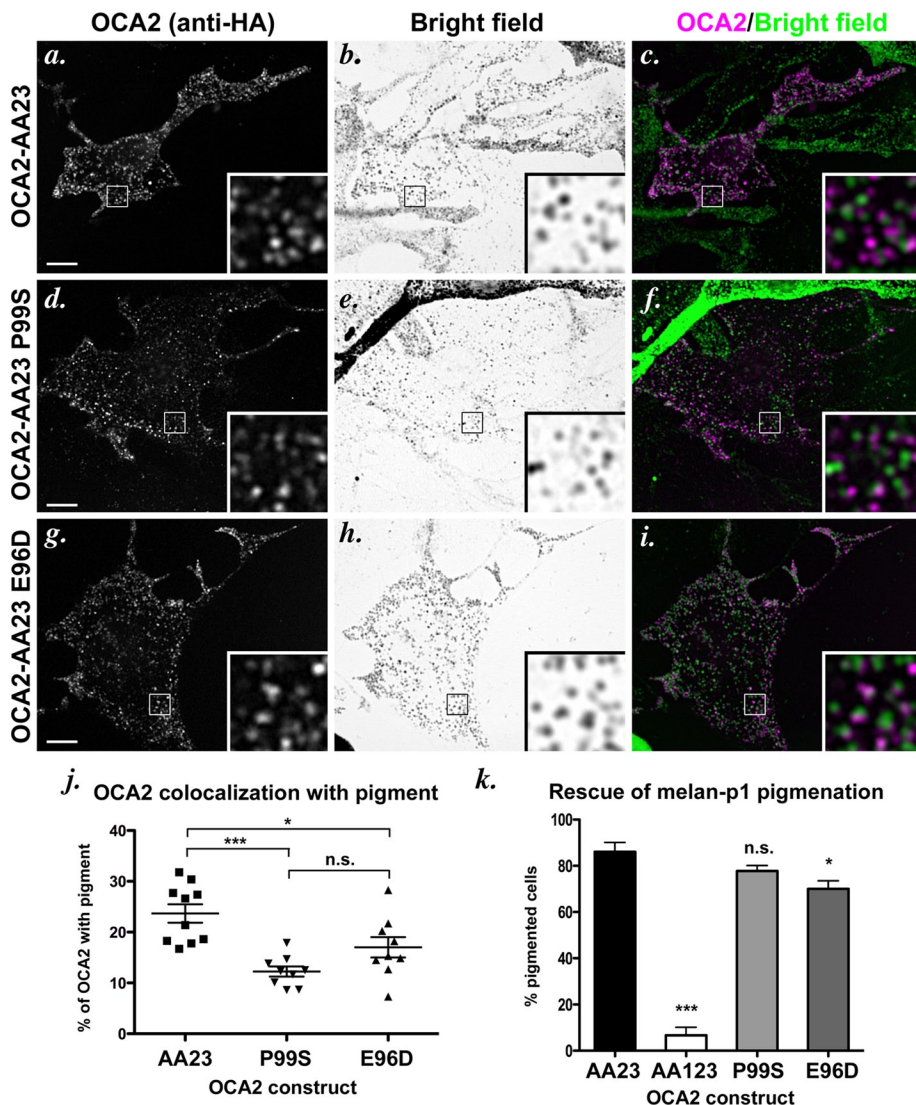 OCA2 (anti-HA)
Bright field
OCA2/Bright field
OCA2-AA23
a.
b.
c.
OCA2-AA23 P99S
d.
e.
f.
OCA2-AA23 E96D
g.
h.
i.
j.
OCA2 colocalization with pigment
% of OCA2 with pigment
40
30
20
10
0
*
***
n.s.
AA23
P99S
E96D
OCA2 construct
k.
Rescue of melan-p1 pigmenation
% pigmented cells
100
80
60
40
20
0
***
n.s.
*
AA23
AA123
P99S
E96D
OCA2 construct